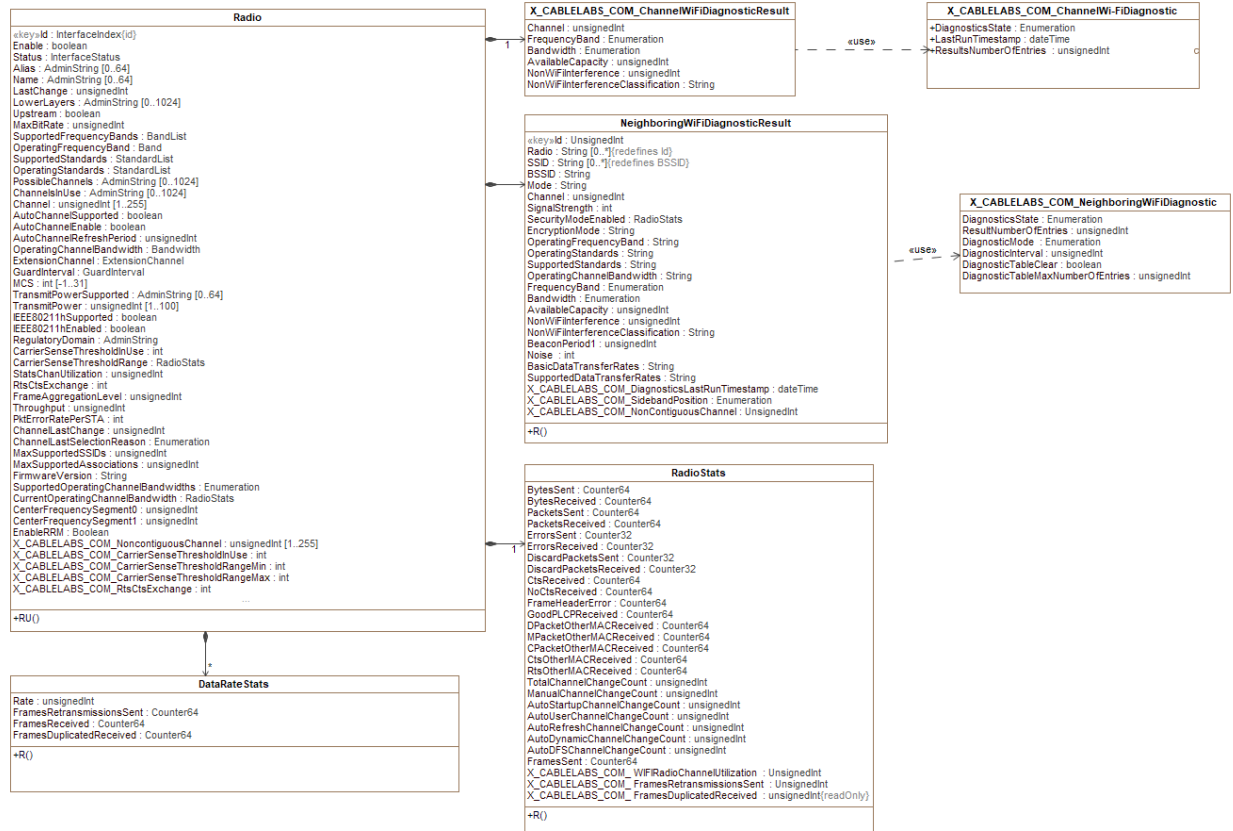 Radio
«key»Id : InterfaceIndex{id}
Enable : boolean
Status : InterfaceStatus
Alias : AdminString [0..64]
Name : AdminString [0..64]
LastChange : unsignedInt
LowerLayers : AdminString [0..1024]
Upstream : boolean
MaxBitRate : unsignedInt
SupportedFrequencyBands : BandList
OperatingFrequencyBand : Band
SupportedStandards : StandardList
OperatingStandards : StandardList
PossibleChannels : AdminString [0..1024]
ChannelsInUse : AdminString [0..1024]
Channel : unsignedInt [1..255]
AutoChannelSupported : boolean
AutoChannelEnable : boolean
AutoChannelRefreshPeriod : unsignedInt
OperatingChannelBandwidth : Bandwidth
ExtensionChannel : ExtensionChannel
GuardInterval : GuardInterval
MCS : int [-1..31]
TransmitPowerSupported : AdminString [0..64]
TransmitPower : unsignedInt [1..100]
IEEE80211hSupported : boolean
IEEE80211hEnabled : boolean
RegulatoryDomain : AdminString
CarrierSenseThresholdInUse : int
CarrierSenseThresholdRange : RadioStats
StatsChanUtilization : unsignedInt
RtsCtsExchange : int
FrameAggregationLevel : unsignedInt
Throughput : unsignedInt
PktErrorRatePerSTA : int
ChannelLastChange : unsignedInt
ChannelLastSelectionReason : Enumeration
MaxSupportedSSIDs : unsignedInt
MaxSupportedAssociations : unsignedInt
FirmwareVersion : String
SupportedOperatingChannelBandwidths : Enumeration
CurrentOperatingChannelBandwidth : RadioStats
CenterFrequencySegment0 : unsignedInt
CenterFrequencySegment1 : unsignedInt
EnableRRM : Boolean
X_CABLELABS_COM_NoncontiguousChannel : unsignedInt [1..255]
X_CABLELABS_COM_CarrierSenseThresholdInUse : int
X_CABLELABS_COM_CarrierSenseThresholdRangeMin : int
X_CABLELABS_COM_CarrierSenseThresholdRangeMax : int
X_CABLELABS_COM_RtsCtsExchange : int
...
+RU()
*
DataRateStats
Rate : unsignedInt
FramesRetransmissionsSent : Counter64
FramesReceived : Counter64
FramesDuplicatedReceived : Counter64
+R()
1
X_CABLELABS_COM_ChannelWiFiDiagnosticResult
Channel : unsignedInt
FrequencyBand : Enumeration
Bandwidth : Enumeration
AvailableCapacity : unsignedInt
NonWiFiInterference : unsignedInt
NonWiFiInterferenceClassification : String
«use»
X_CABLELABS_COM_ChannelWi-FiDiagnostic
+DiagnosticsState : Enumeration
+LastRunTimestamp : dateTime
+ResultsNumberOfEntries : unsignedInt
NeighboringWiFiDiagnosticResult
«key»Id : UnsignedInt
Radio : String [0..*]{redefines Id}
SSID : String [0..*]{redefines BSSID}
BSSID : String
Mode : String
Channel : unsignedInt
SignalStrength : int
SecurityModeEnabled : RadioStats
EncryptionMode : String
OperatingFrequencyBand : String
OperatingStandards : String
SupportedStandards : String
OperatingChannelBandwidth : String
FrequencyBand : Enumeration
Bandwidth : Enumeration
AvailableCapacity : unsignedInt
NonWiFiInterference : unsignedInt
NonWiFiInterferenceClassification : String
BeaconPeriod1 : unsignedInt
Noise : int
BasicDataTransferRates : String
SupportedDataTransferRates : String
X_CABLELABS_COM_DiagnosticsLastRunTimestamp : dateTime
X_CABLELABS_COM_SidebandPosition : Enumeration
X_CABLELABS_COM_NonContiguousChannel : UnsignedInt
+R()
«use»
X_CABLELABS_COM_NeighboringWiFiDiagnostic
DiagnosticsState : Enumeration
ResultNumberOfEntries : unsignedInt
DiagnosticMode : Enumeration
DiagnosticInterval : unsignedInt
DiagnosticTableClear : boolean
DiagnosticTableMaxNumberOfEntries : unsignedInt
1
RadioStats
BytesSent : Counter64
BytesReceived : Counter64
PacketsSent : Counter64
PacketsReceived : Counter64
ErrorsSent : Counter32
ErrorsReceived : Counter32
DiscardPacketsSent : Counter32
DiscardPacketsReceived : Counter32
CtsReceived : Counter64
NoCtsReceived : Counter64
FrameHeaderError : Counter64
GoodPLCPReceived : Counter64
DPacketOtherMACReceived : Counter64
MPacketOtherMACReceived : Counter64
CPacketOtherMACReceived : Counter64
CtsOtherMACReceived : Counter64
RtsOtherMACReceived : Counter64
TotalChannelChangeCount : unsignedInt
ManualChannelChangeCount : unsignedInt
AutoStartupChannelChangeCount : unsignedInt
AutoUserChannelChangeCount : unsignedInt
AutoRefreshChannelChangeCount : unsignedInt
AutoDynamicChannelChangeCount : unsignedInt
AutoDFSChannelChangeCount : unsignedInt
FramesSent : Counter64
X_CABLELABS_COM_ WIFIRadioChannelUtilization : UnsignedInt
X_CABLELABS_COM_ FramesRetransmissionsSent : UnsignedInt
X_CABLELABS_COM_ FramesDuplicatedReceived : unsignedInt{readOnly}
+R()